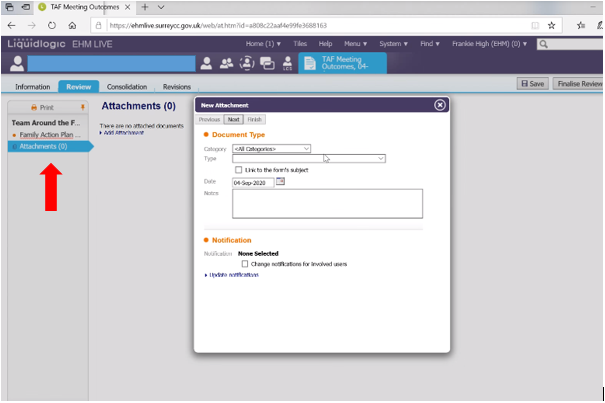 TAF Meeting Outcomes
https://ehmlive.surreycc.gov.uk/web/at.htm?id=a808c22aaf4e99fe3688163
Liquidlogic EHM LIVE
Home (1) Tiles Help Menu System Find Frankie High (EHM) (0)
LCS
TAF Meeting
Outcomes, 04-
Information Review Consolidation Revisions
Save Finalise Review
Print
Team Around the F...
Family Action Plan ...
Attachments (0)
Attachments (0)
There are no attached documents
Add Attachment
New Attachment
Previous Next Finish
Document Type
Category <All Categories>
Type
Link to the form's subject
Date 04-Sep-2020
Notes
Notification
Notification None Selected
Change notifications for involved users
Update notifications